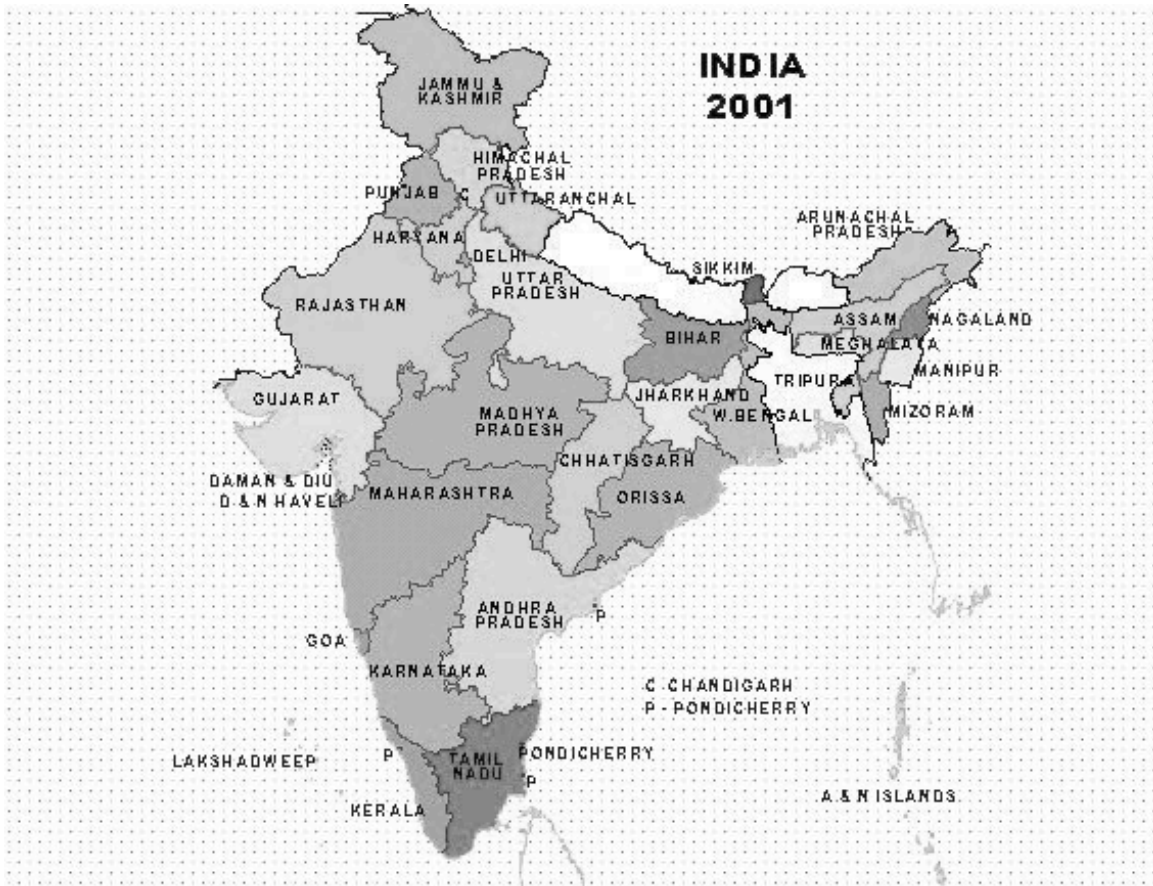 INDIA
2001
JAMMU &
KASHMIR
HIMACHAL
PRADESH
PUNJAB
C
UTTARANCHAL
ARUNACHAL
PRADESH
HARYANA
DELHI
SIKKIM
UTTAR
PRADESH
RAJASTHAN
ASSAM
NAGALAND
BIHAR
MEGHALAYA
MANIPUR
TRIPURA
GUJARAT
JHARKHAND
MADHYA
PRADESH
W.BENGAL
MIZORAM
CHHATISGARH
DAMAN & DIU
D & N HAVELI
MAHARASHTRA
ORISSA
ANDHRA
PRADESH
P
GOA
KARNATAKA
C -CHANDIGARH
P - PONDICHERRY
LAKSHADWEEP
P
TAMIL
NADU
PONDICHERRY
P
A & N ISLANDS
KERALA